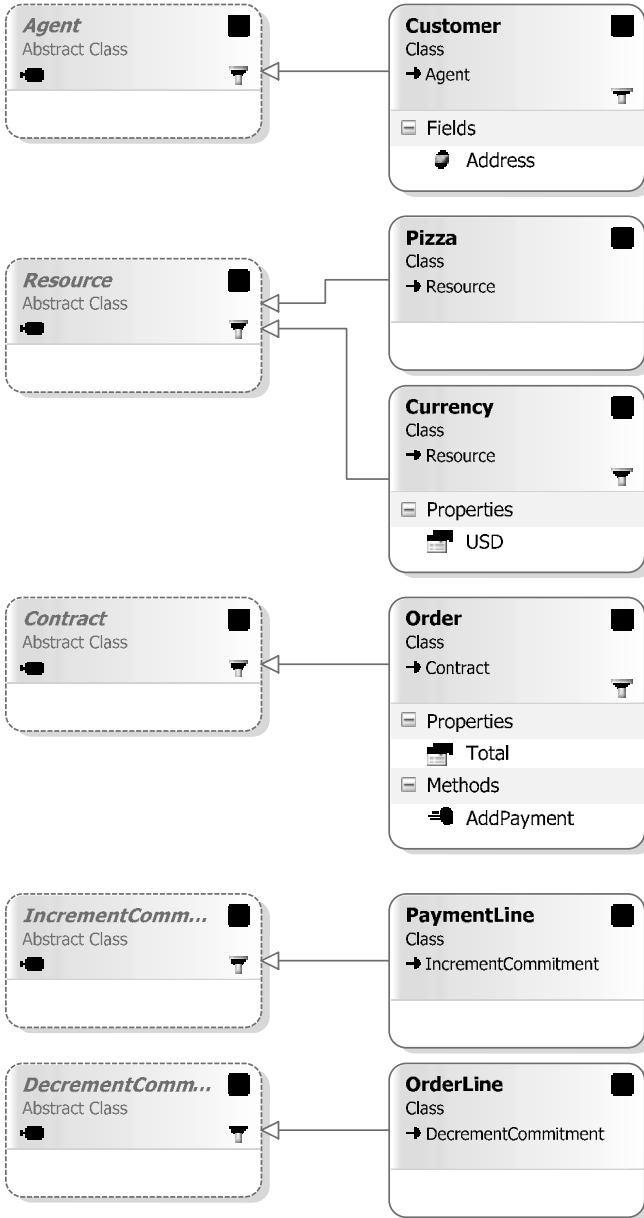 Agent
Abstract Class
Customer
Class
Agent
Fields
Address
Resource
Abstract Class
Pizza
Class
Resource
Currency
Class
Resource
Properties
USD
Contract
Abstract Class
Order
Class
Contract
Properties
Total
Methods
AddPayment
IncrementComm...
Abstract Class
PaymentLine
Class
IncrementCommitment
DecrementComm...
Abstract Class
OrderLine
Class
DecrementCommitment